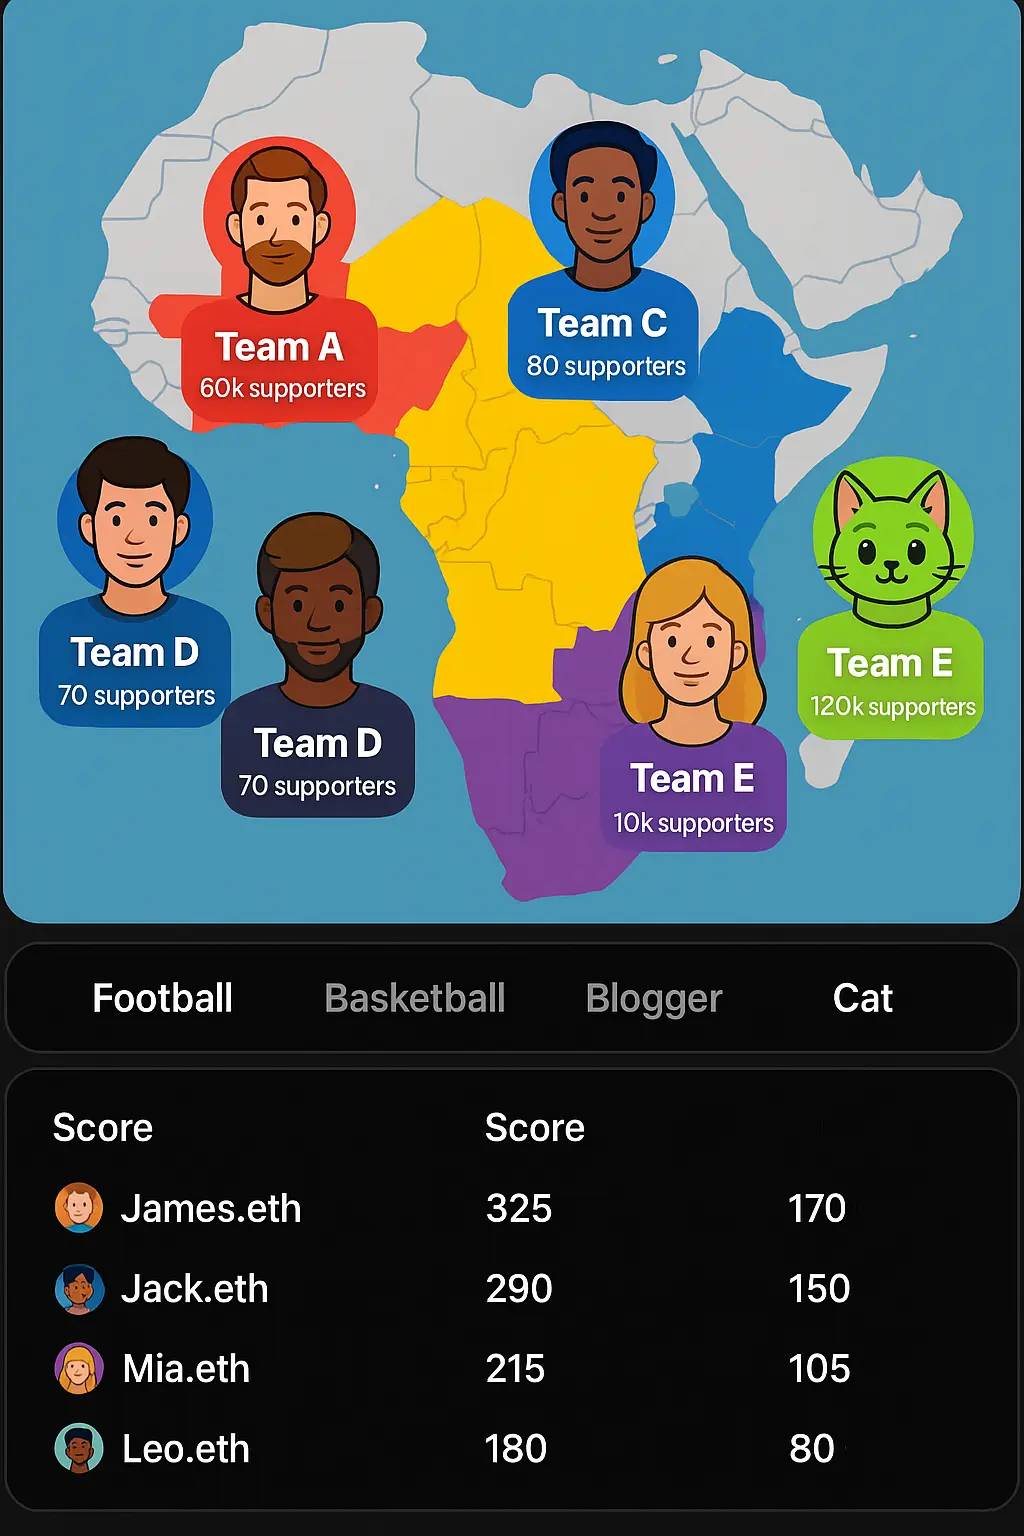 Team A
60k supporters
Team C
80 supporters
Team D
70 supporters
Team D
70 supporters
Team E
120k supporters
Team E
10k supporters
Football Basketball Blogger Cat
Score Score
James.eth 325 170
Jack.eth 290 150
Mia.eth 215 105
Leo.eth 180 80